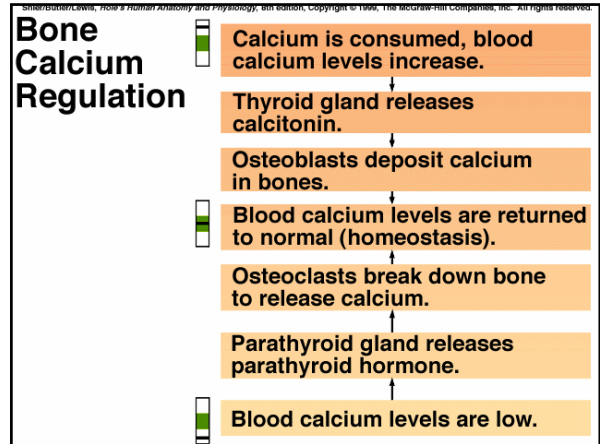 Shier/Butler/Lewis, Hole's Human Anatomy and Physiology, 8th edition, Copyright © 1999, The McGraw-Hill Companies, Inc. All rights reserved.
Bone
Calcium
Regulation
Calcium is consumed, blood
calcium levels increase.
Thyroid gland releases
calcitonin.
Osteoblasts deposit calcium
in bones.
Blood calcium levels are returned
to normal (homeostasis).
Osteoclasts break down bone
to release calcium.
Parathyroid gland releases
parathyroid hormone.
Blood calcium levels are low.